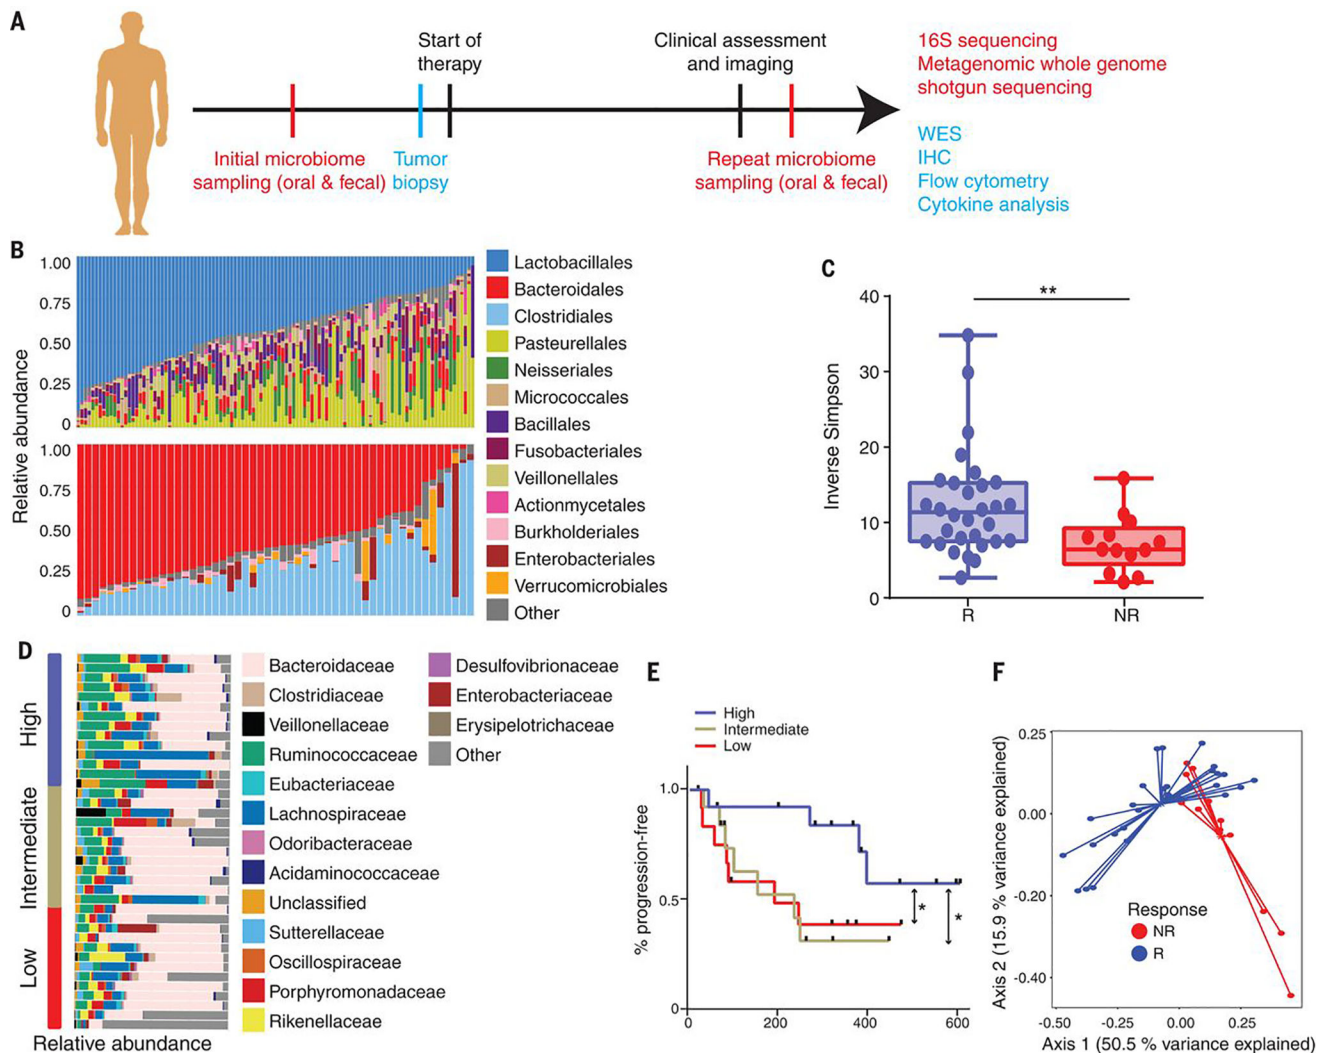 A
Start of
therapy
Clinical assessment
and imaging
Initial microbiome
sampling (oral & fecal)
Tumor
biopsy
Repeat microbiome
sampling (oral & fecal)
16S sequencing
Metagenomic whole genome
shotgun sequencing
WES
IHC
Flow cytometry
Cytokine analysis
B
Relative abundance
1.00
0.75
0.50
0.25
0
1.00
0.75
0.50
0.25
0
Lactobacillales
Bacteroidales
Clostridiales
Pasteurellales
Neisseriales
Micrococcales
Bacillales
Fusobacteriales
Veillonellales
Actionmycetales
Burkholderiales
Enterobacteriales
Verrucomicrobiales
Other
C
Inverse Simpson
40
30
20
10
0
**
R
NR
D
High
Intermediate
Low
Relative abundance
Bacteroidaceae
Clostridiaceae
Veillonellaceae
Ruminococcaceae
Eubacteriaceae
Lachnospiraceae
Odoribacteraceae
Acidaminococcaceae
Unclassified
Sutterellaceae
Oscillospiraceae
Porphyromonadaceae
Rikenellaceae
Desulfovibrionaceae
Enterobacteriaceae
Erysipelotrichaceae
Other
E
High
Intermediate
Low
% progression-free
1.0
0.5
0
0
200
400
600
*
*
F
Axis 2 (15.9 % variance explained)
0.25
0.00
-0.20
-0.40
Response
NR
R
-0.50
-0.25
0.00
0.25
Axis 1 (50.5 % variance explained)